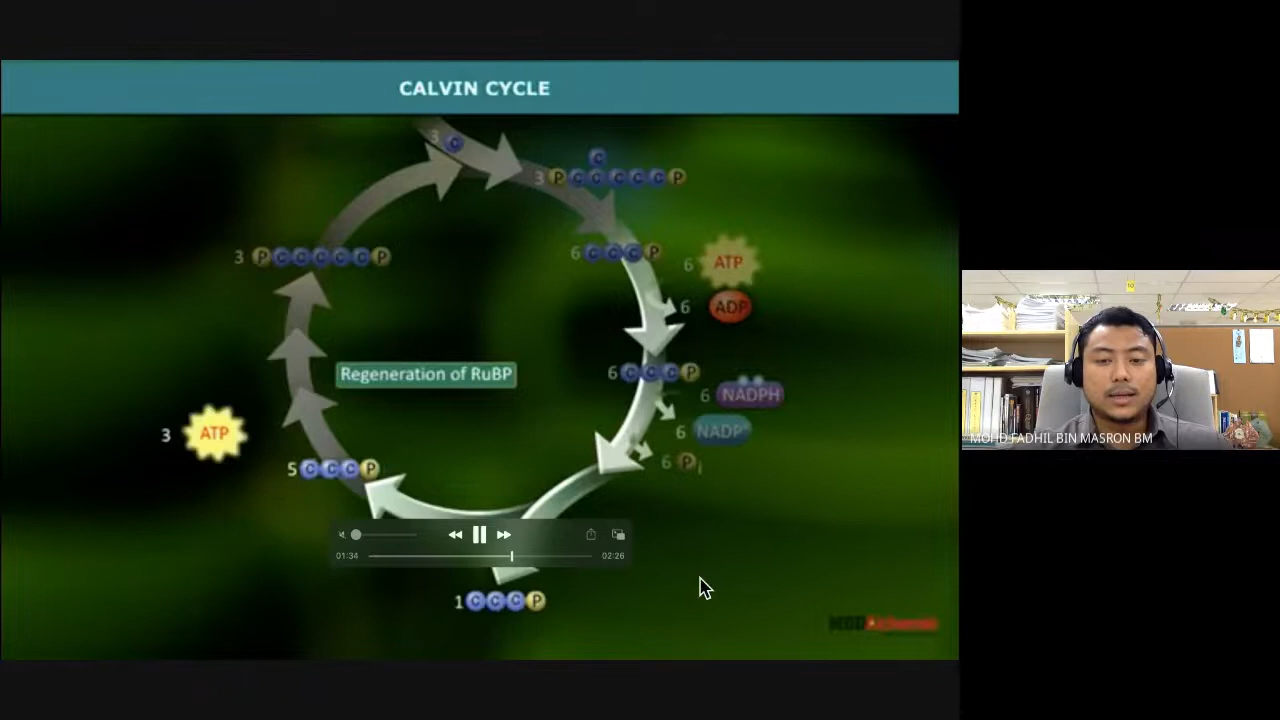 CALVIN CYCLE
3 C
C
3 P C C C C C P
3 P C C C C C P
6 C C C P
6 ATP
6 ADP
6 C C C P
6 NADPH
6 NADP+
6 Pi
Regeneration of RuBP
3 ATP
5 C C C P
01:34
02:26
1 C C C P
MOHD FADHIL BIN MASRON BM